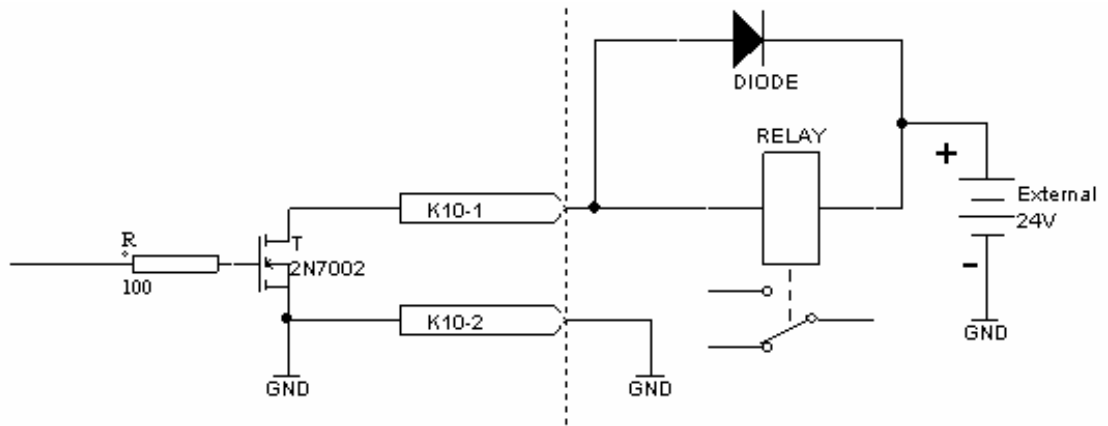 DIODE
RELAY
+
External
24V
-
GND
K10-1
R
100
T
2N7002
K10-2
GND
GND